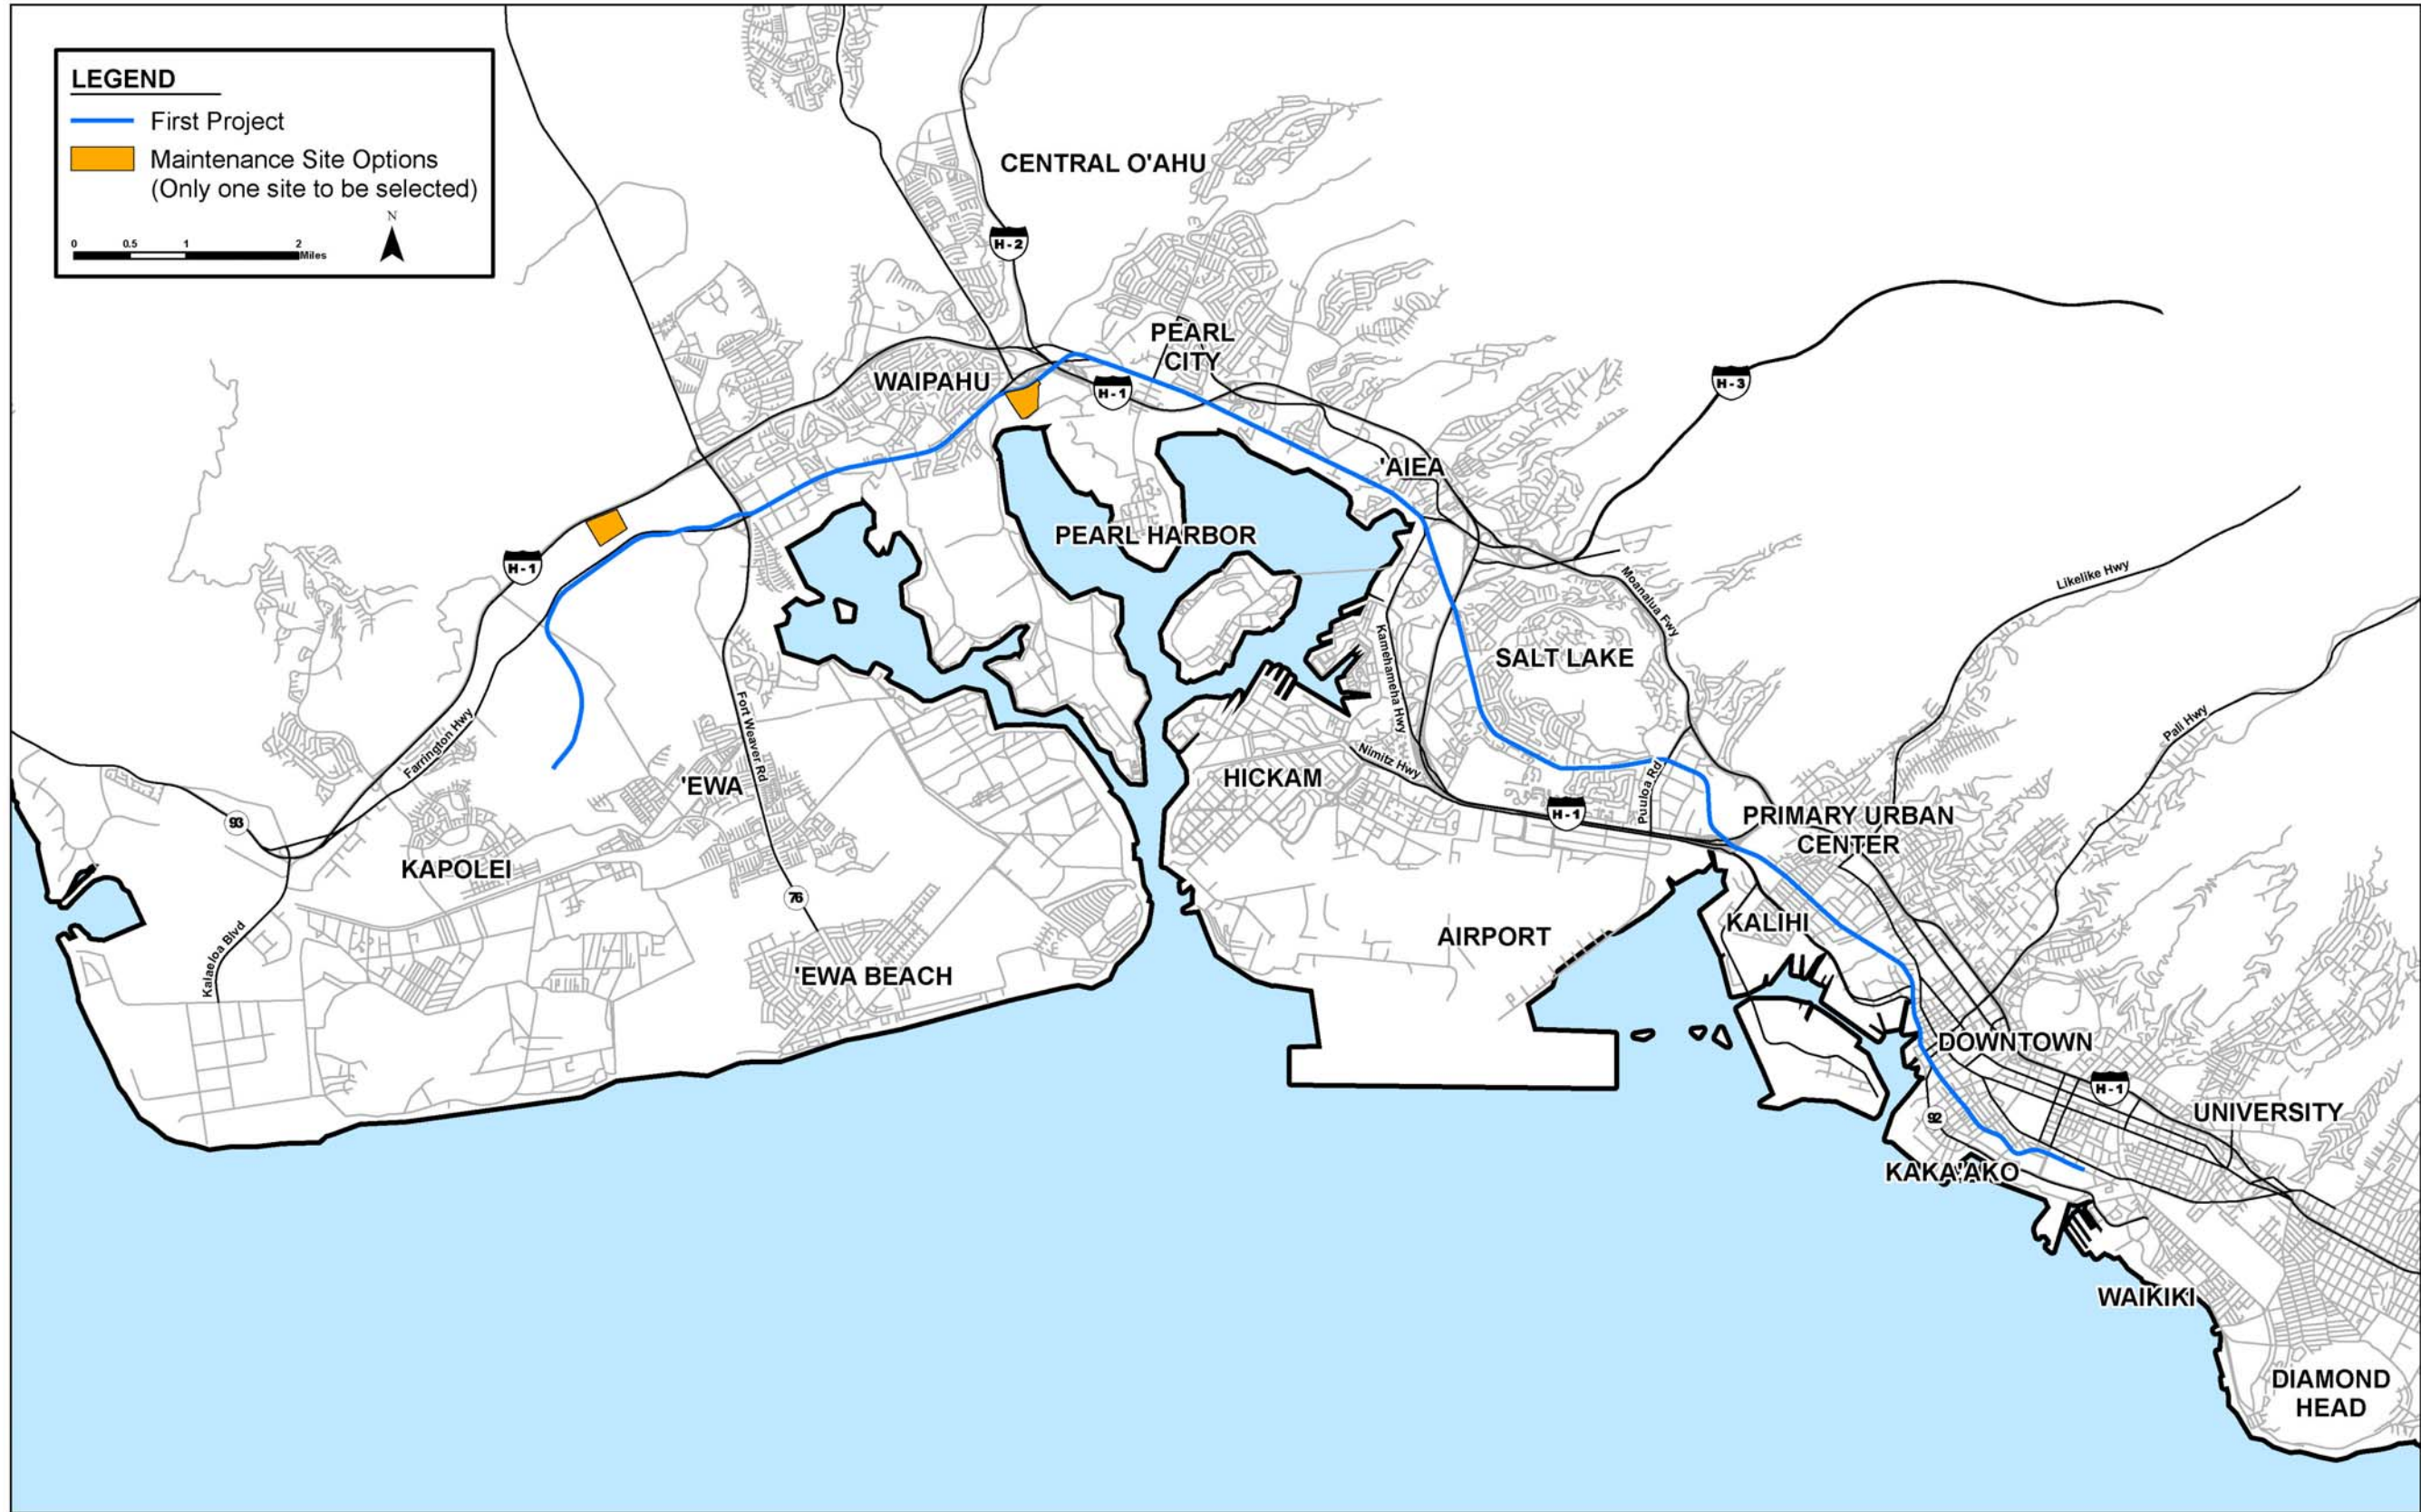 LEGEND
First Project
Maintenance Site Options
(Only one site to be selected)
N
0 0.5 1 2
Miles
CENTRAL O'AHU
H-2
PEARL
CITY
WAIPAHU
H-1
H-3
'AIEA
PEARL HARBOR
H-1
Moanalua Fwy
Likelike Hwy
Kamehameha Hwy
SALT LAKE
Fort Weaver Rd
Farrington Hwy
Pali Hwy
Nimitz Hwy
HICKAM
'EWA
Puuloa Rd
H-1
93
PRIMARY URBAN
CENTER
KAPOLEI
76
KALIHI
AIRPORT
Kalaeloa Blvd
'EWA BEACH
DOWNTOWN
H-1
92
UNIVERSITY
KAKA'AKO
WAIKIKI
DIAMOND
HEAD